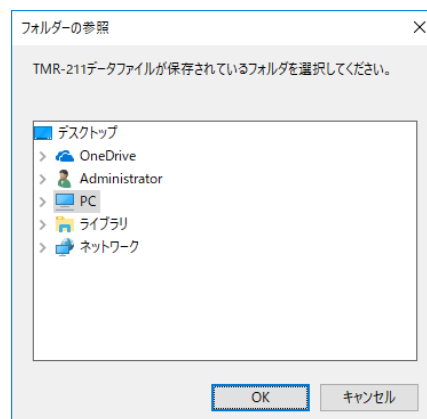 フォルダーの参照
TMR-211データファイルが保存されているフォルダを選択してください。
デスクトップ
OneDrive
Administrator
PC
ライブラリ
ネットワーク
OK キャンセル